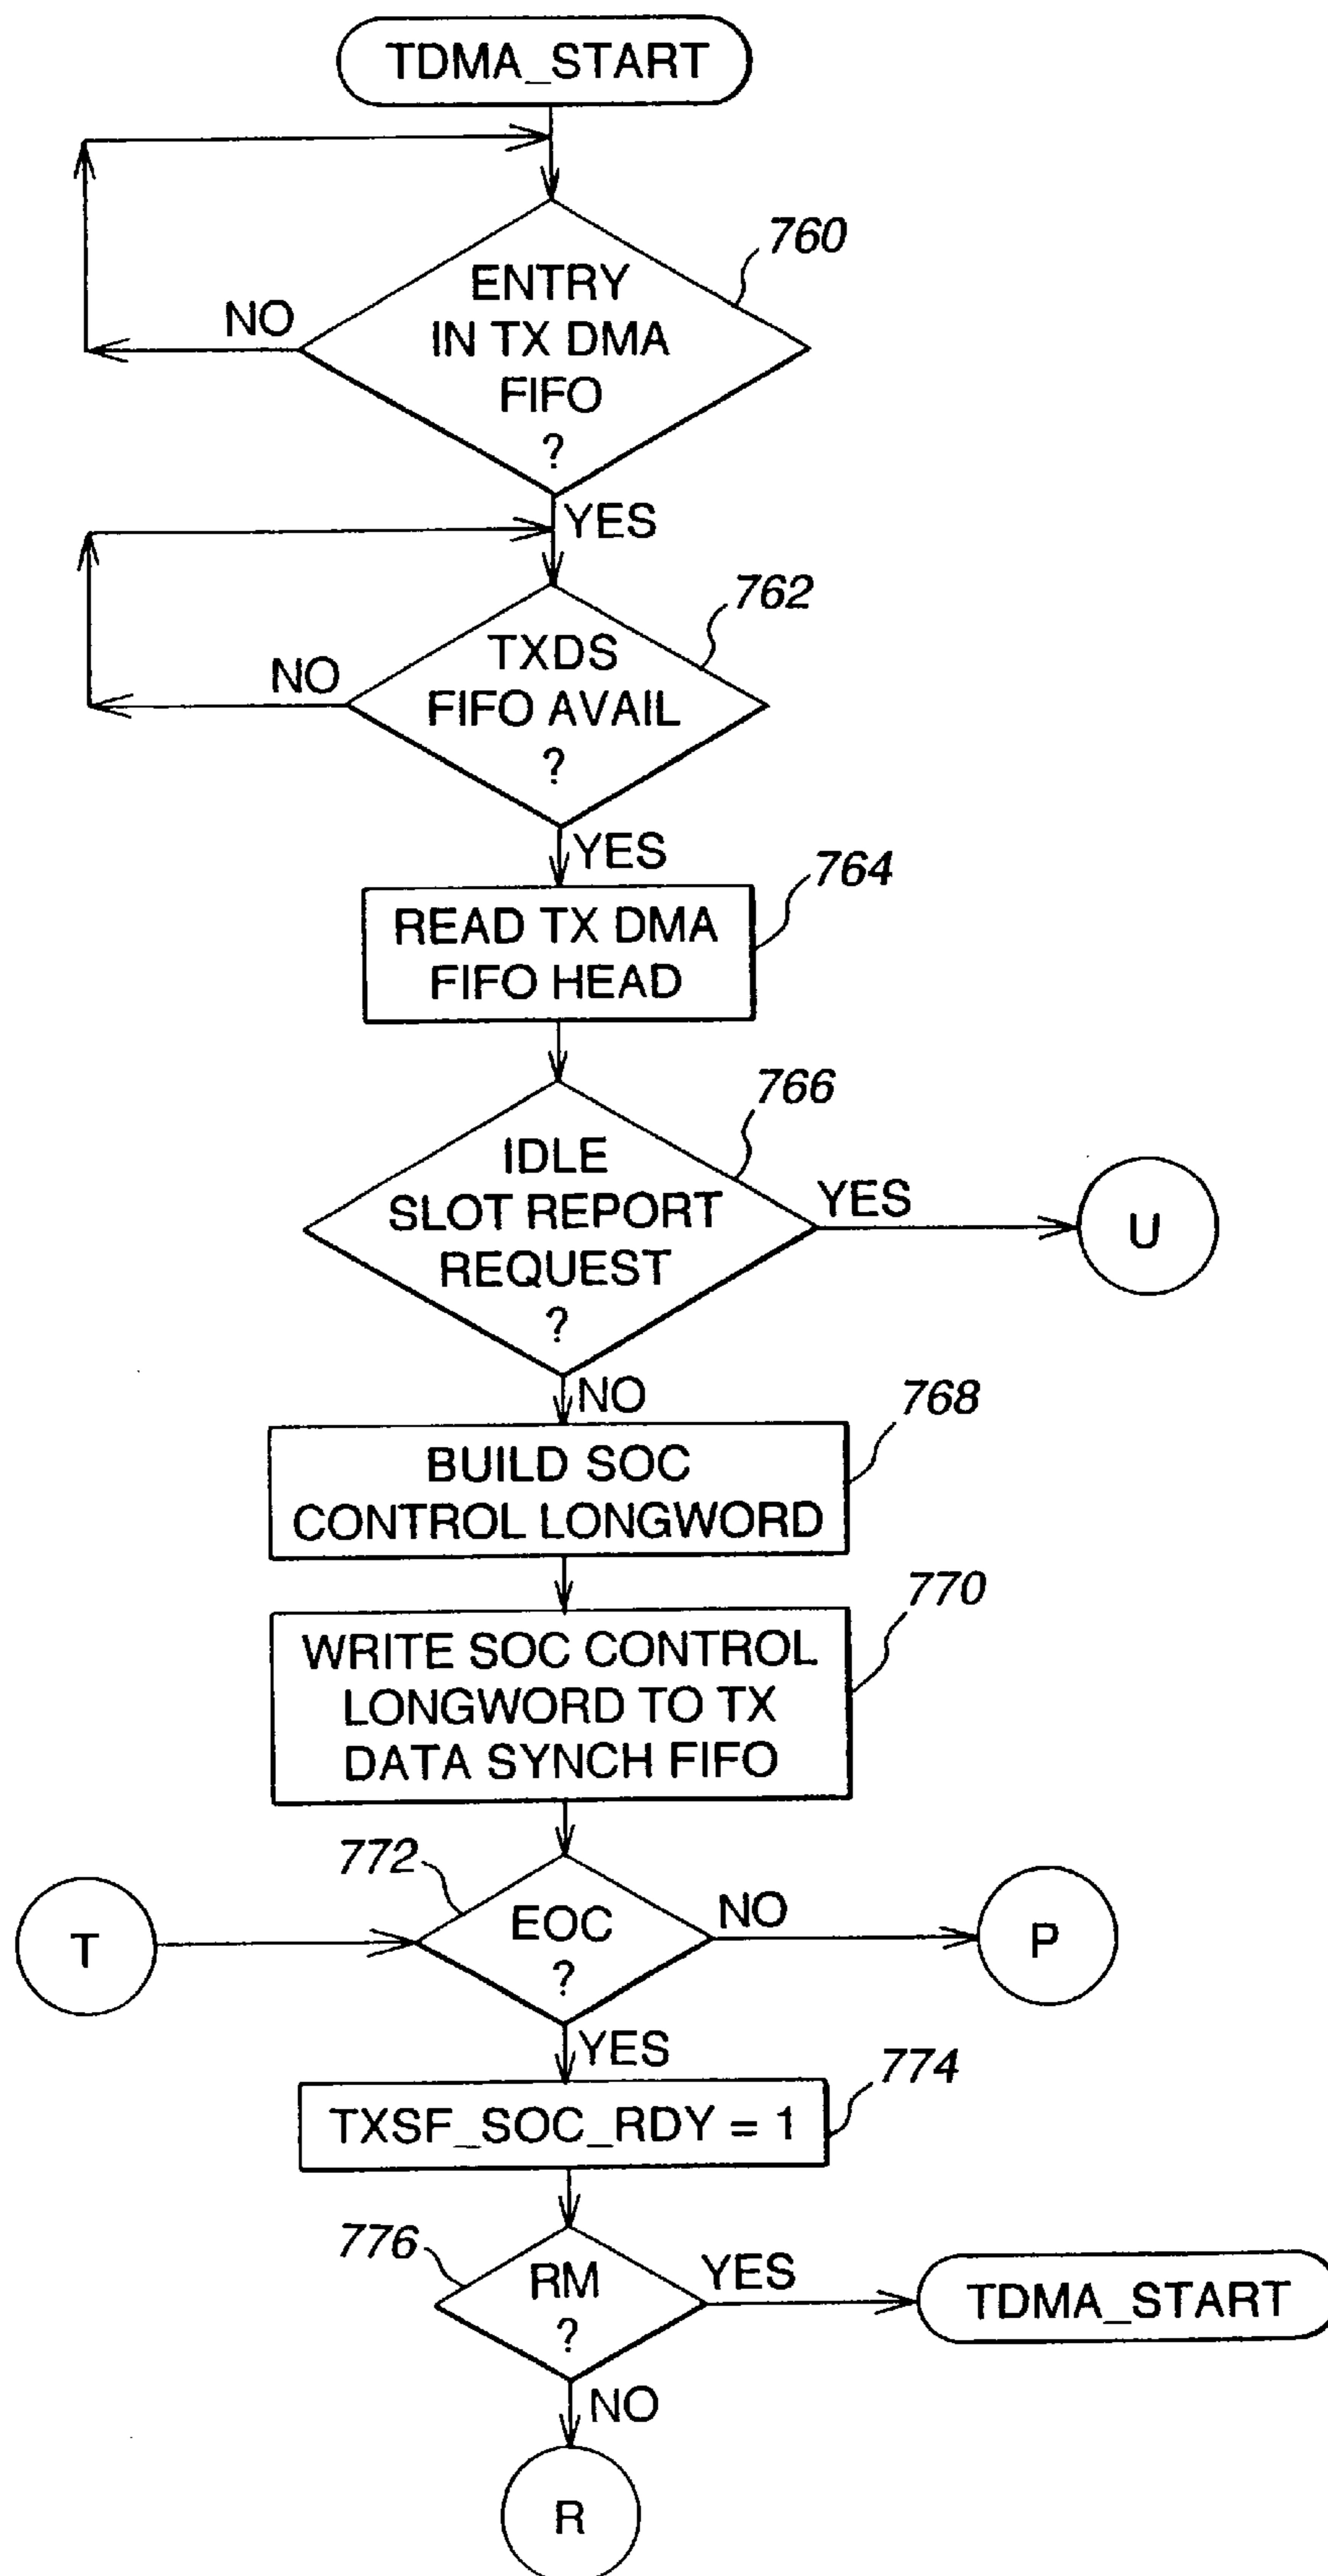 TDMA_START
760
ENTRY
IN TX DMA
FIFO
?
NO
YES
762
TXDS
FIFO AVAIL
?
NO
YES
764
READ TX DMA
FIFO HEAD
766
IDLE
SLOT REPORT
REQUEST
?
YES
U
NO
768
BUILD SOC
CONTROL LONGWORD
770
WRITE SOC CONTROL
LONGWORD TO TX
DATA SYNCH FIFO
772
T
EOC
?
NO
P
YES
774
TXSF_SOC_RDY = 1
776
RM
?
YES
TDMA_START
NO
R